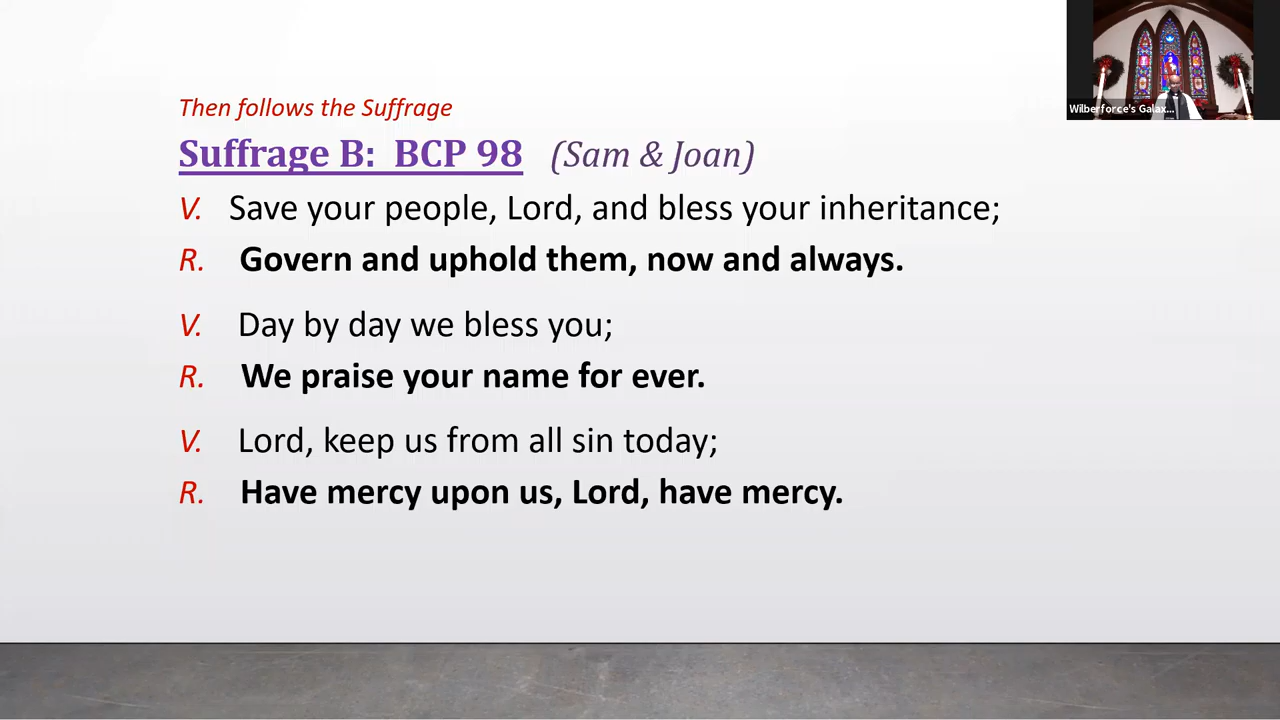 Wilberforce's Galax...
Then follows the Suffrage
Suffrage B: BCP 98 (Sam & Joan)
V. Save your people, Lord, and bless your inheritance;
R. Govern and uphold them, now and always.
V. Day by day we bless you;
R. We praise your name for ever.
V. Lord, keep us from all sin today;
R. Have mercy upon us, Lord, have mercy.